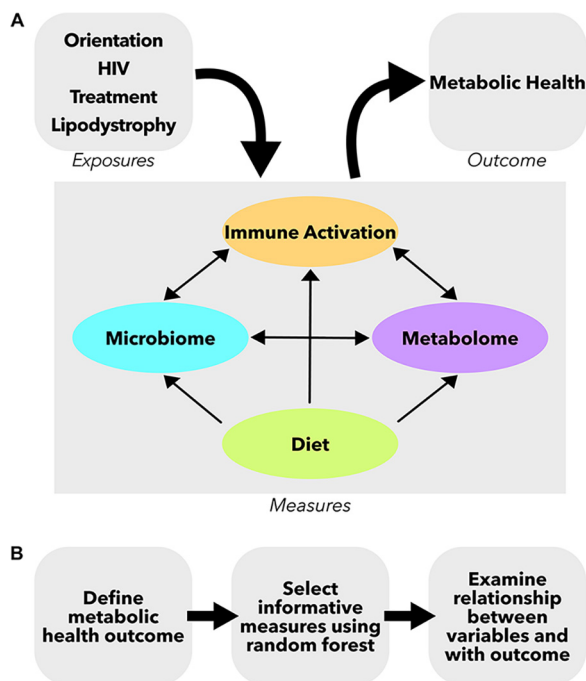 A
Orientation
HIV
Treatment
Lipodystrophy
Exposures
Metabolic Health
Outcome
Immune Activation
Microbiome
Metabolome
Diet
Measures
B
Define
metabolic
health outcome
Select
informative
measures using
random forest
Examine
relationship
between
variables and
with outcome